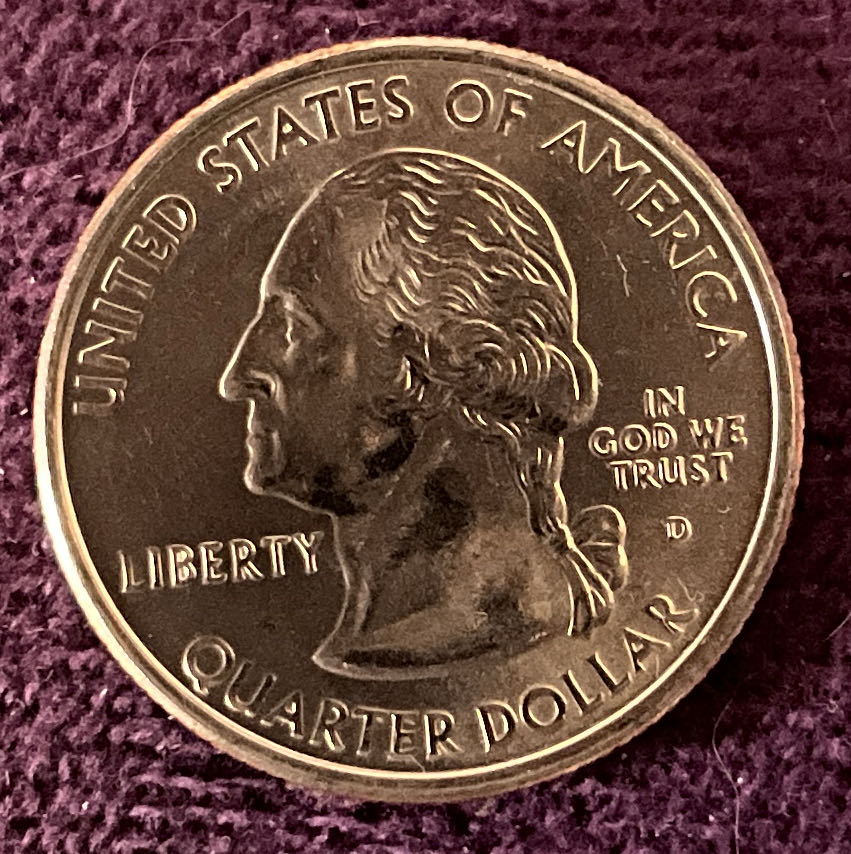 UNITED STATES OF AMERICA
IN
GOD WE
TRUST
D
LIBERTY
QUARTER DOLLAR